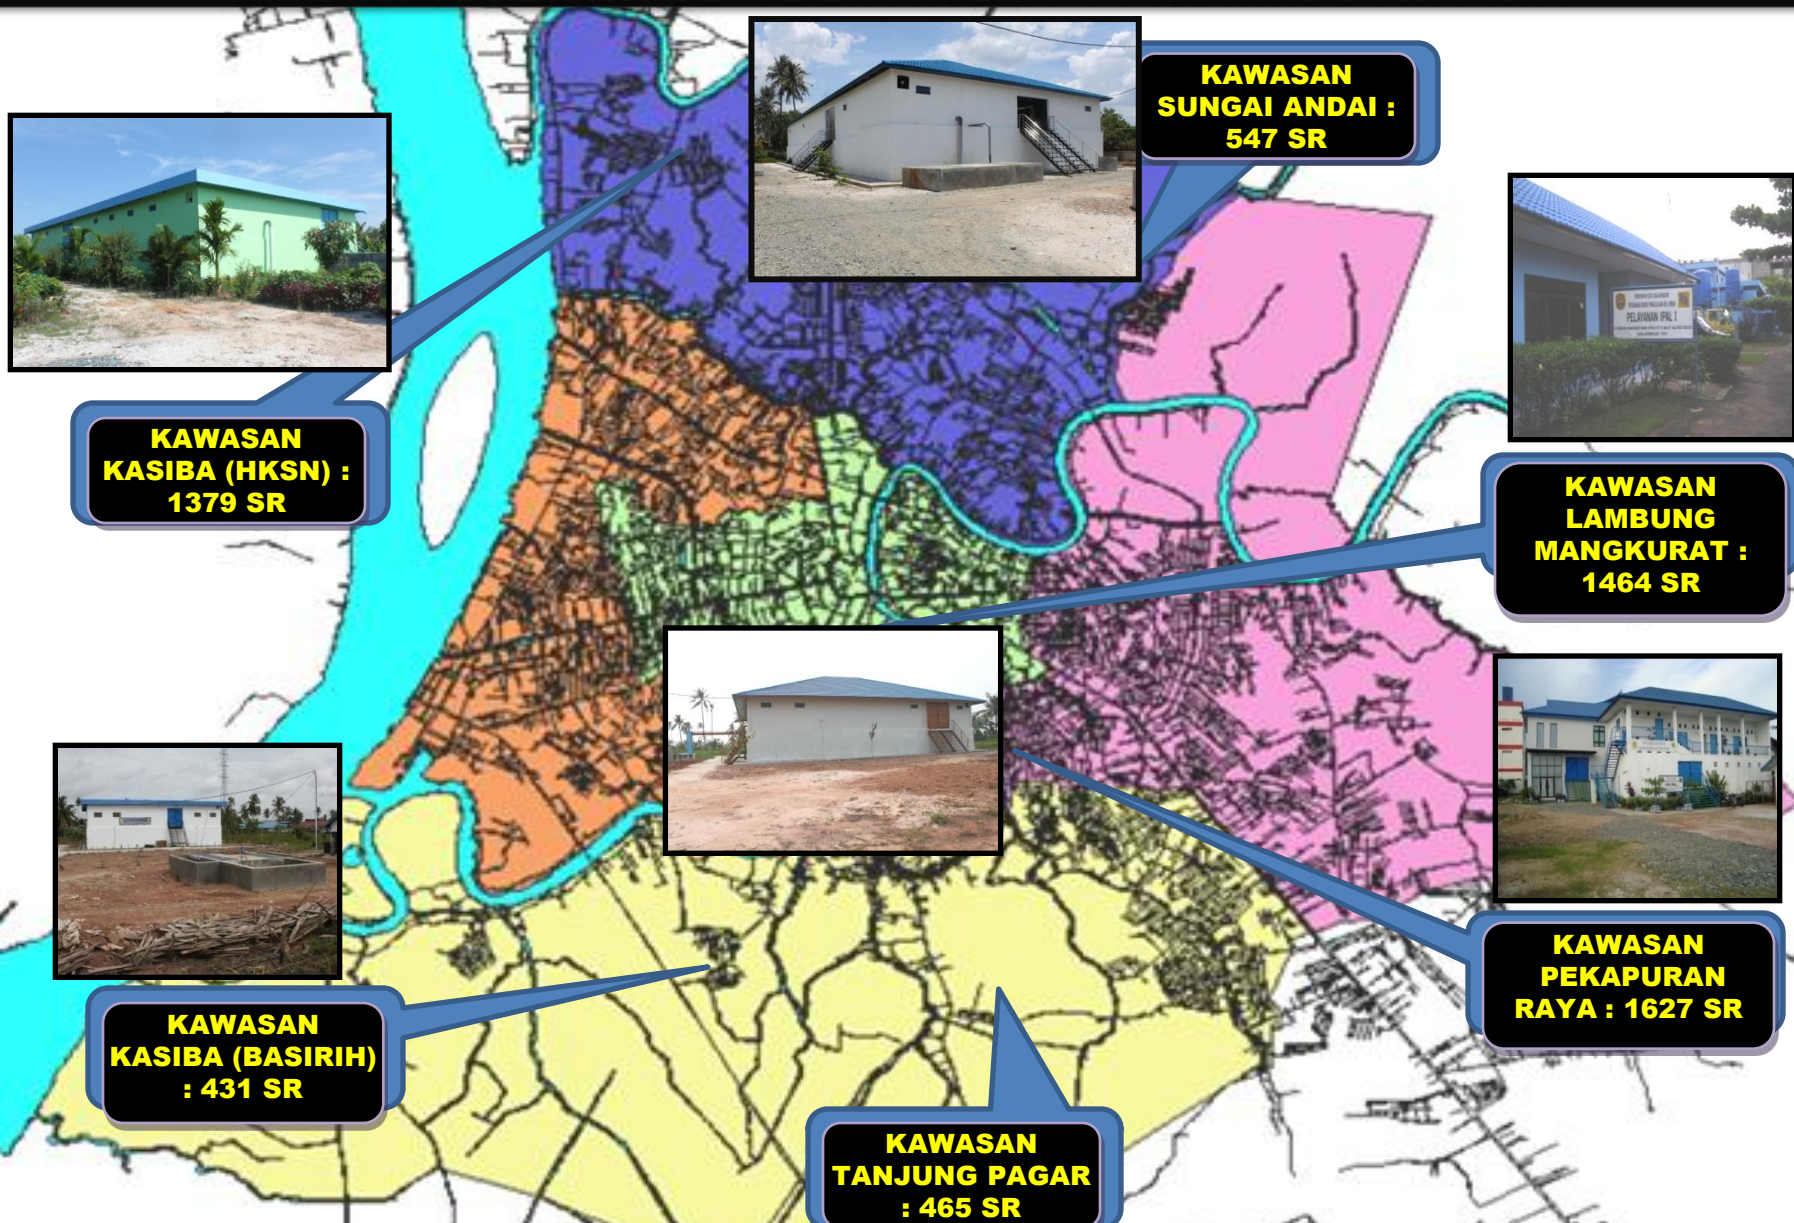 KAWASAN
SUNGAI ANDAI :
547 SR
PELAYANAN IPAL 1
KAWASAN
KASIBA (HKSN) :
1379 SR
KAWASAN
LAMBUNG
MANGKURAT :
1464 SR
KAWASAN
PEKAPURAN
RAYA : 1627 SR
KAWASAN
KASIBA (BASIRIH)
: 431 SR
KAWASAN
TANJUNG PAGAR
: 465 SR